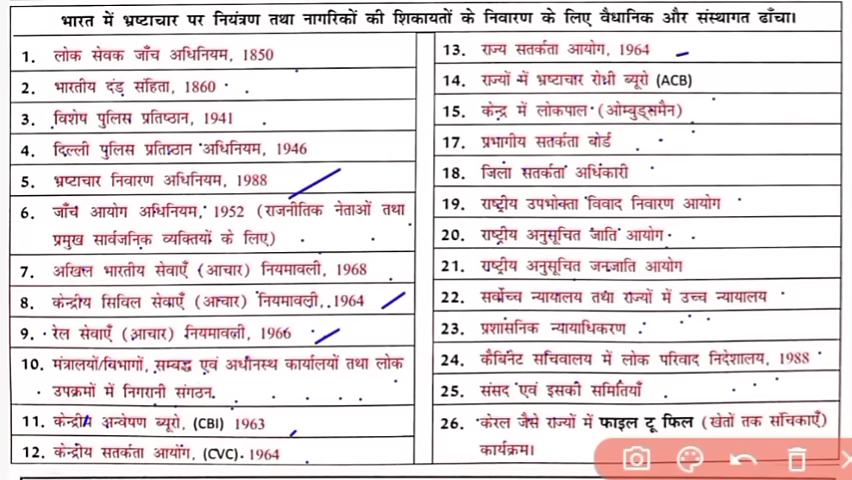 भारत में भ्रष्टाचार पर नियंत्रण तथा नागरिकों की शिकायतों के निवारण के लिए वैधानिक और संस्थागत ढाँचा।
1. लोक सेवक जाँच अधिनियम, 1850
2. भारतीय दंड संहिता, 1860
3. विशेष पुलिस प्रतिष्ठान, 1941
4. दिल्ली पुलिस प्रतिष्ठान अधिनियम, 1946
5. भ्रष्टाचार निवारण अधिनियम, 1988
6. जाँच आयोग अधिनियम, 1952 (राजनीतिक नेताओं तथा
प्रमुख सार्वजनिक व्यक्तियों के लिए)
7. अखिल भारतीय सेवाएँ (आचार) नियमावली, 1968
8. केन्द्रीय सिविल सेवाएँ (आचार) नियमावली, 1964
9. रेल सेवाएँ (आचार) नियमावली, 1966
10. मंत्रालयों/विभागों, सम्बद्ध एवं अधीनस्थ कार्यालयों तथा लोक
उपक्रमों में निगरानी संगठन.
11. केन्द्रीय अन्वेषण ब्यूरो, (CBI) 1963
12. केन्द्रीय सतर्कता आयोग, (CVC). 1964
13. राज्य सतर्कता आयोग, 1964
14. राज्यों में भ्रष्टाचार रोधी ब्यूरो (ACB)
15. केन्द्र में लोकपाल (ओम्बुड्समैन)
17. प्रभागीय सतर्कता बोर्ड
18. जिला सतर्कता अधिकारी
19. राष्ट्रीय उपभोक्ता विवाद निवारण आयोग
20. राष्ट्रीय अनुसूचित जाति आयोग
21. राष्ट्रीय अनुसूचित जनजाति आयोग
22. सर्वोच्च न्यायालय तथा राज्यों में उच्च न्यायालय
23. प्रशासनिक न्यायाधिकरण
24. कैबिनेट सचिवालय में लोक परिवाद निदेशालय, 1988
25. संसद एवं इसकी समितियाँ
26. केरल जैसे राज्यों में फाइल टू फिल (खेतों तक सचिकाएँ)
कार्यक्रम।